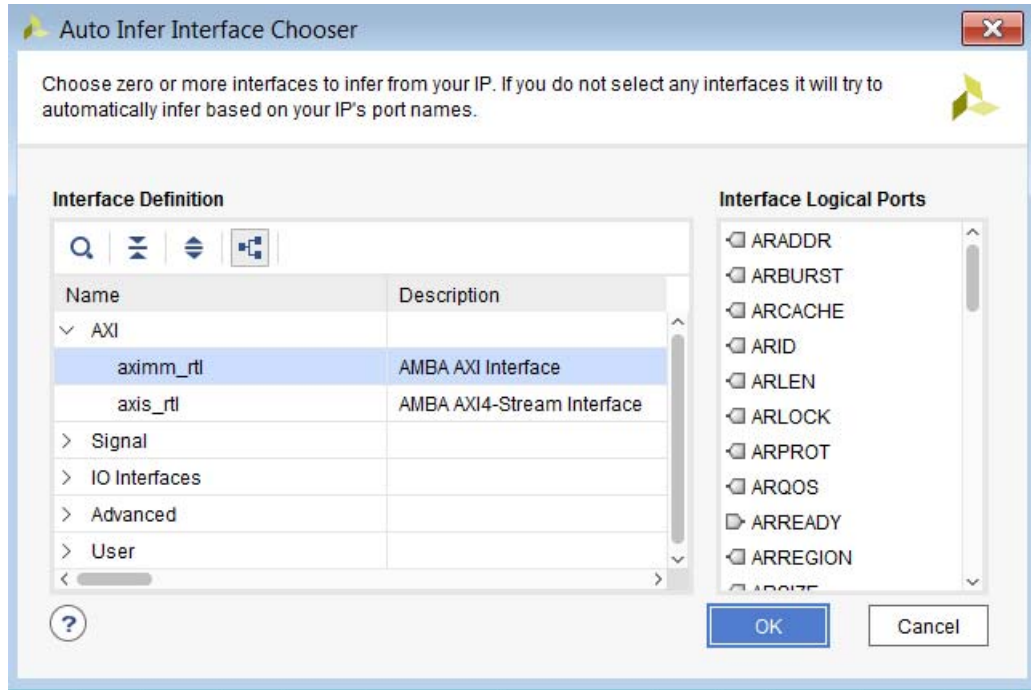 Auto Infer Interface Chooser
Choose zero or more interfaces to infer from your IP. If you do not select any interfaces it will try to
automatically infer based on your IP's port names.
Interface Definition
Name Description
AXI
aximm_rtl AMBA AXI Interface
axis_rtl AMBA AXI4-Stream Interface
Signal
IO Interfaces
Advanced
User
Interface Logical Ports
ARADDR
ARBURST
ARCACHE
ARID
ARLEN
ARLOCK
ARPROT
ARQOS
ARREADY
ARREGION
?
OK Cancel